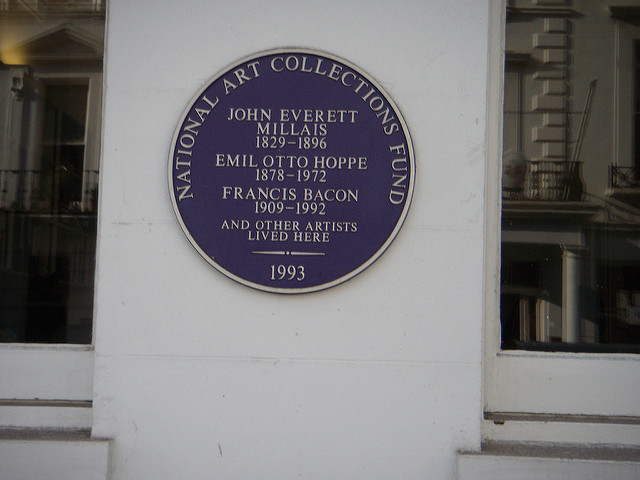 NATIONAL ART COLLECTIONS FUND
JOHN EVERETT
MILLAIS
1829–1896
EMIL OTTO HOPPE
1878–1972
FRANCIS BACON
1909–1992
AND OTHER ARTISTS
LIVED HERE
1993